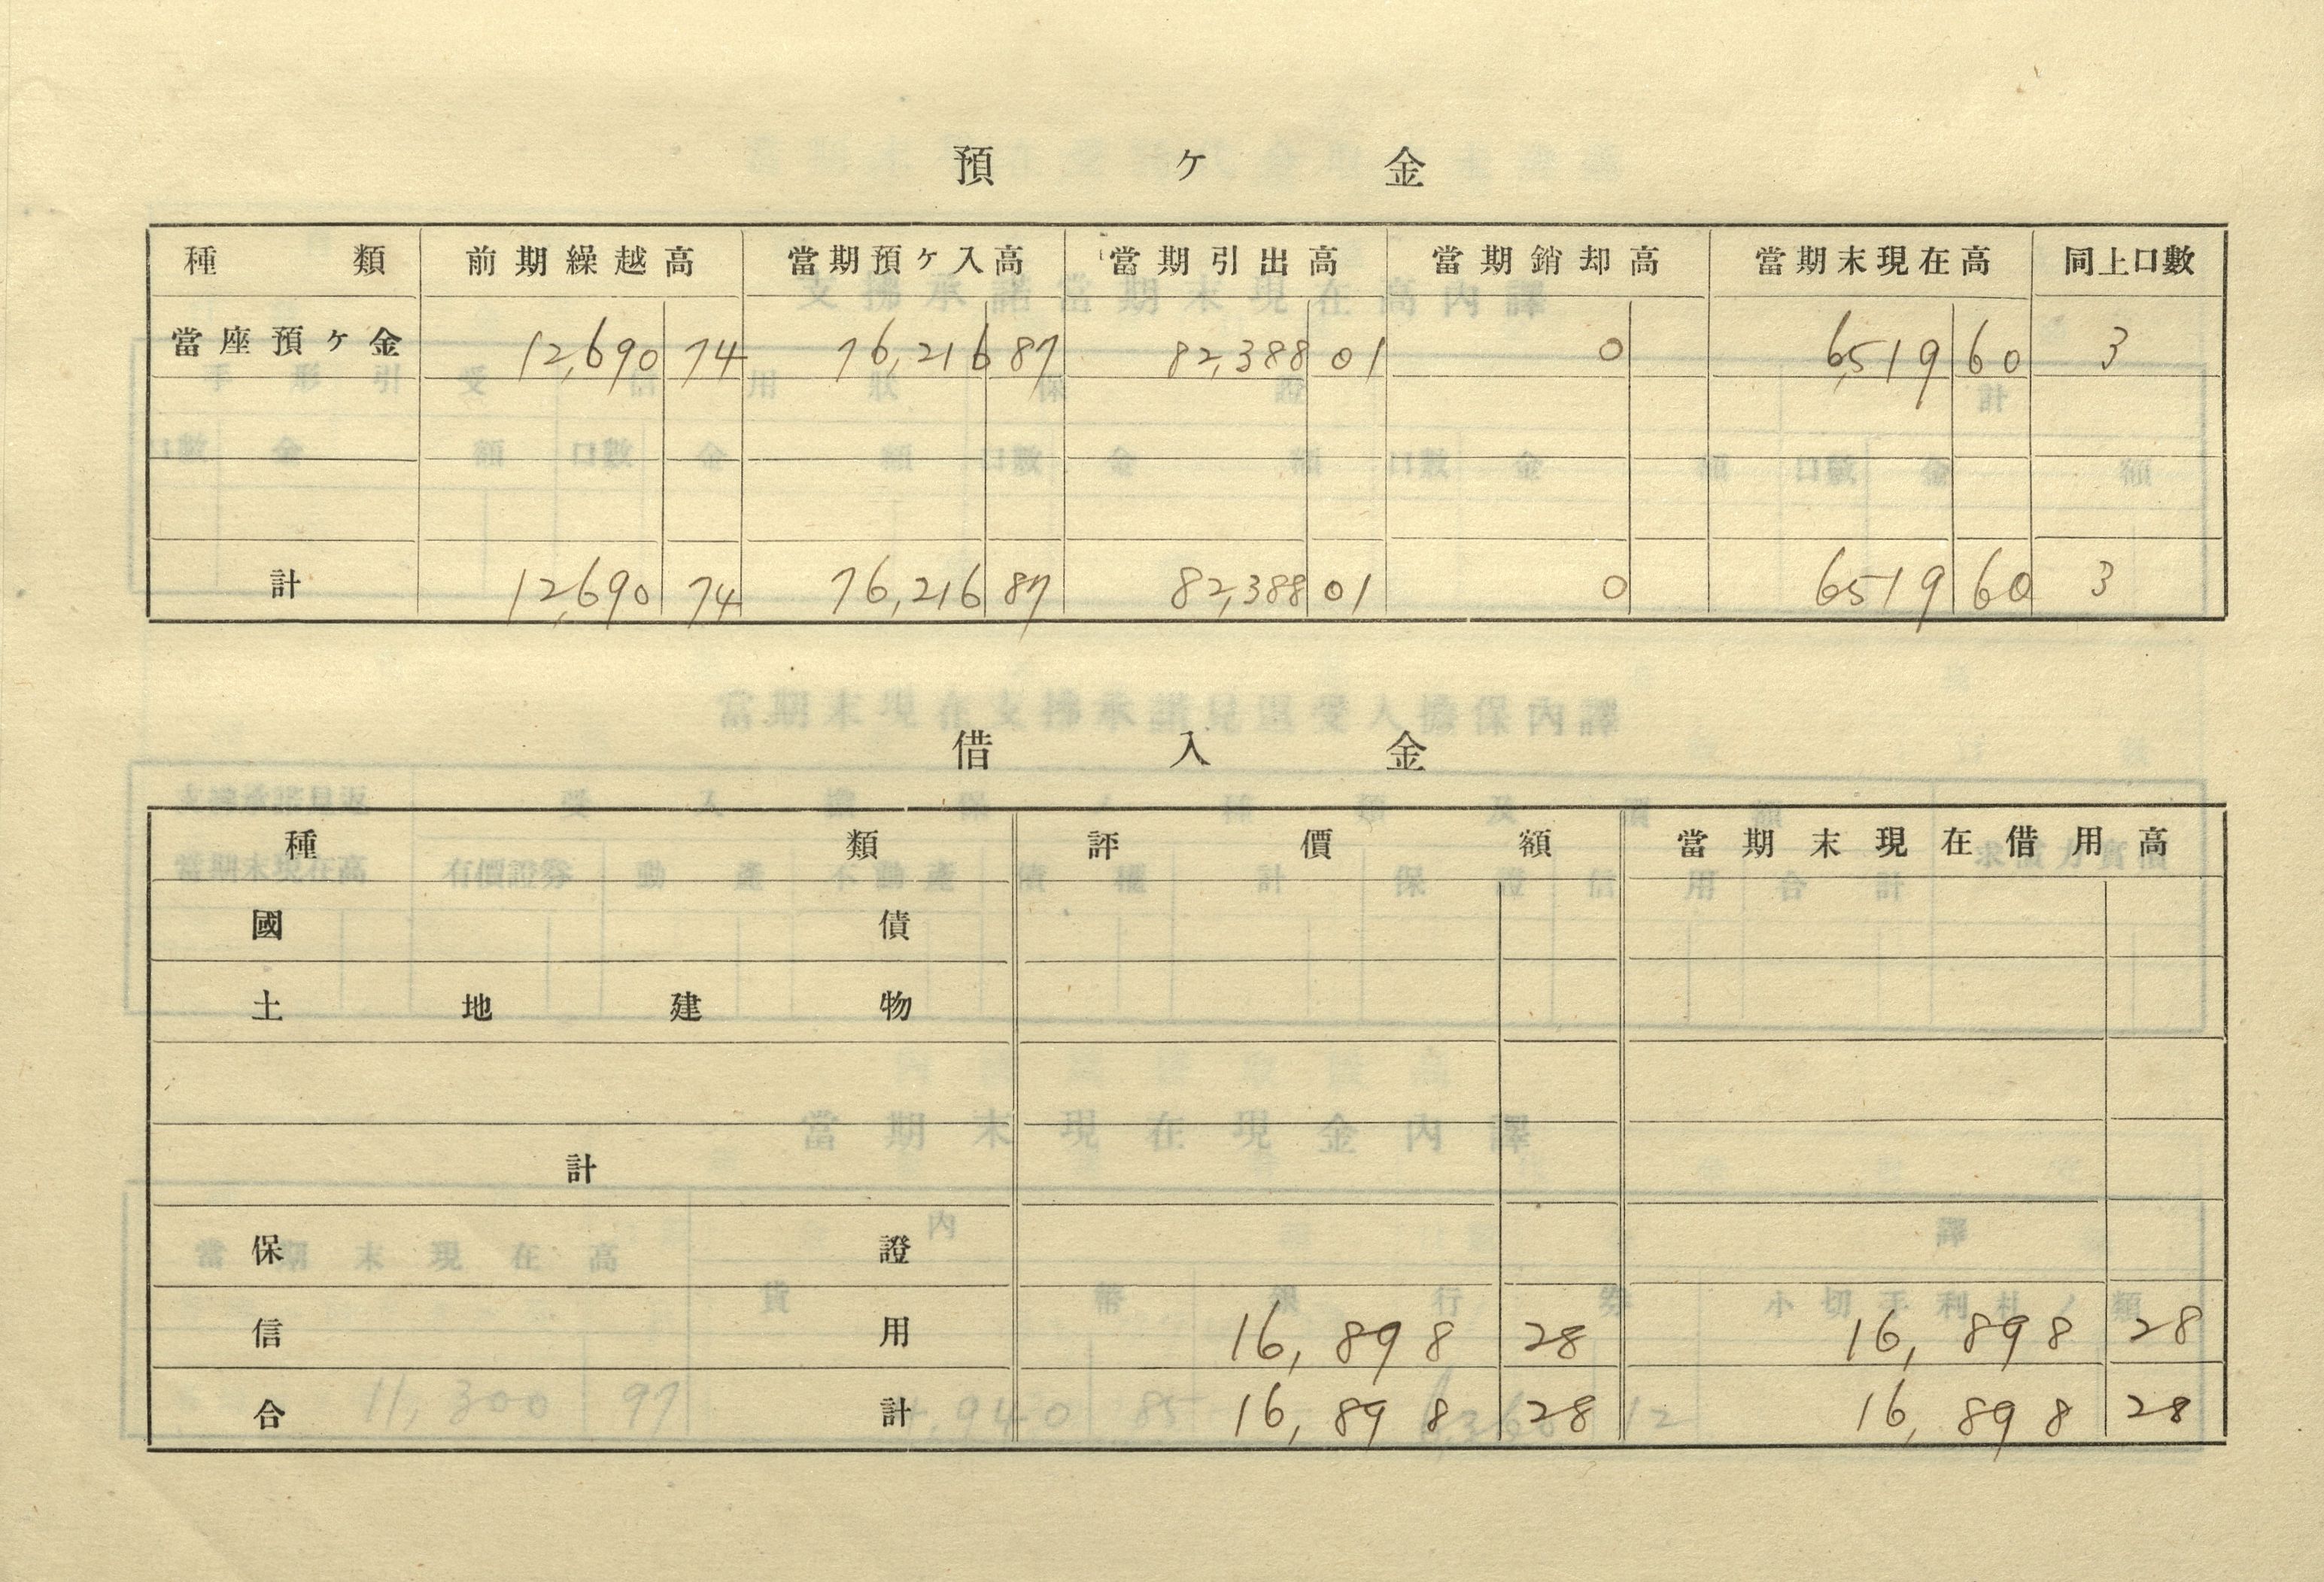 預ケ金
種類 前期繰越高 當期預ケ入高 當期引出高 當期銷却高 當期末現在高 同上口數
當座預ケ金 12,690 74 76,216 87 82,388 01 0 6,519 60 3
計 12,690 74 76,216 87 82,388 01 0 6519 60 3
借入金
種類 評價額 當期末現在借用高
國債
土地建物
計
保證
信用 16,898 28 16,898 28
合計 16,898 28 16,898 28